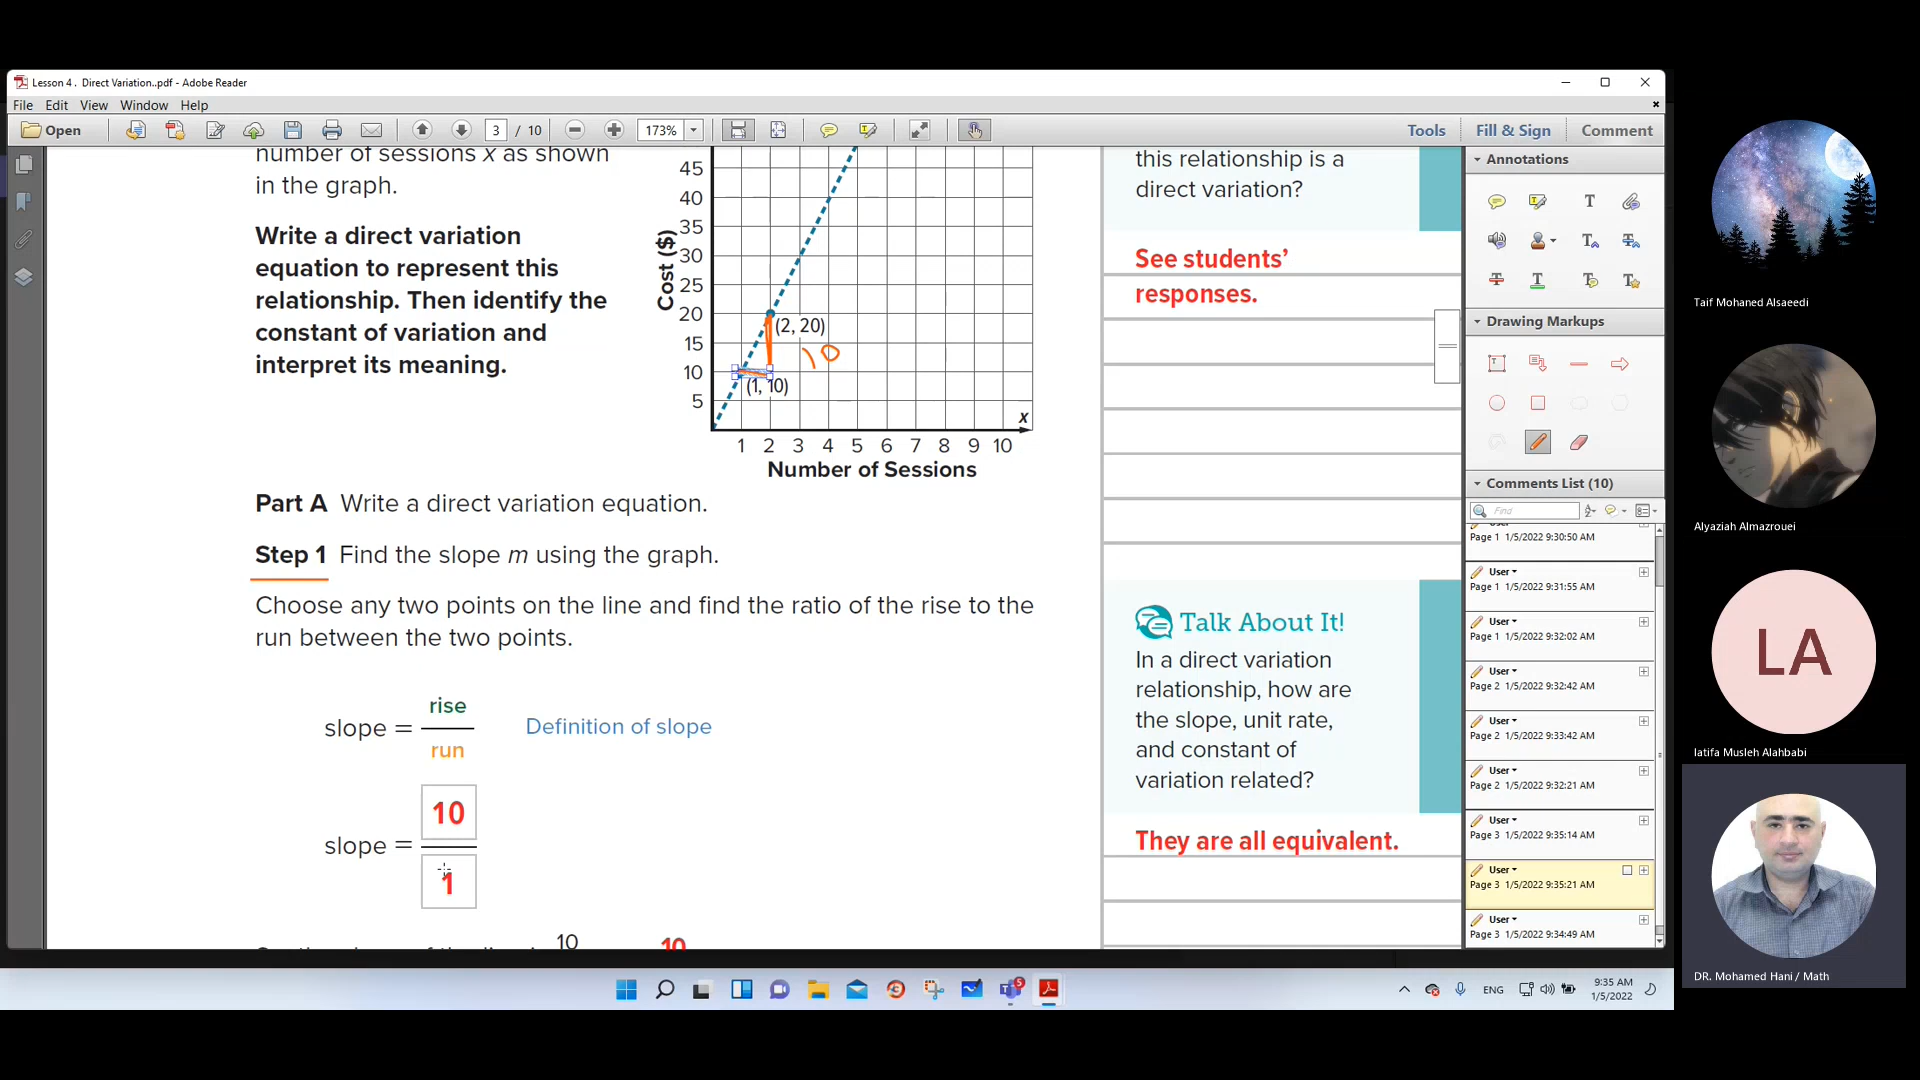 Lesson 4 .  Direct Variation..pdf - Adobe Reader
File Edit View Window Help
Open 3 / 10 173% Tools Fill & Sign Comment
number of sessions x as shown
in the graph.
Write a direct variation
equation to represent this
relationship. Then identify the
constant of variation and
interpret its meaning.
Cost ($)
45
40
35
30
25
20
15
10
5
(2, 20)
10
(1, 10)
x
1 2 3 4 5 6 7 8 9 10
Number of Sessions
Part A Write a direct variation equation.
Step 1 Find the slope m using the graph.
Choose any two points on the line and find the ratio of the rise to the
run between the two points.
slope = rise
run
Definition of slope
slope = 10
1
10 10
this relationship is a
direct variation?
See students’
responses.
Talk About It!
In a direct variation
relationship, how are
the slope, unit rate,
and constant of
variation related?
They are all equivalent.
Annotations
Drawing Markups
Comments List (10)
Find
Page 1 1/5/2022 9:30:50 AM
User
Page 1 1/5/2022 9:31:55 AM
User
Page 1 1/5/2022 9:32:02 AM
User
Page 2 1/5/2022 9:32:42 AM
User
Page 2 1/5/2022 9:33:42 AM
User
Page 2 1/5/2022 9:32:21 AM
User
Page 3 1/5/2022 9:35:14 AM
User
Page 3 1/5/2022 9:35:21 AM
User
Page 3 1/5/2022 9:34:49 AM
5
ENG
9:35 AM
1/5/2022
Taif Mohaned Alsaeedi
Alyaziah Almazrouei
LA
latifa Musleh Alahbabi
DR. Mohamed Hani / Math